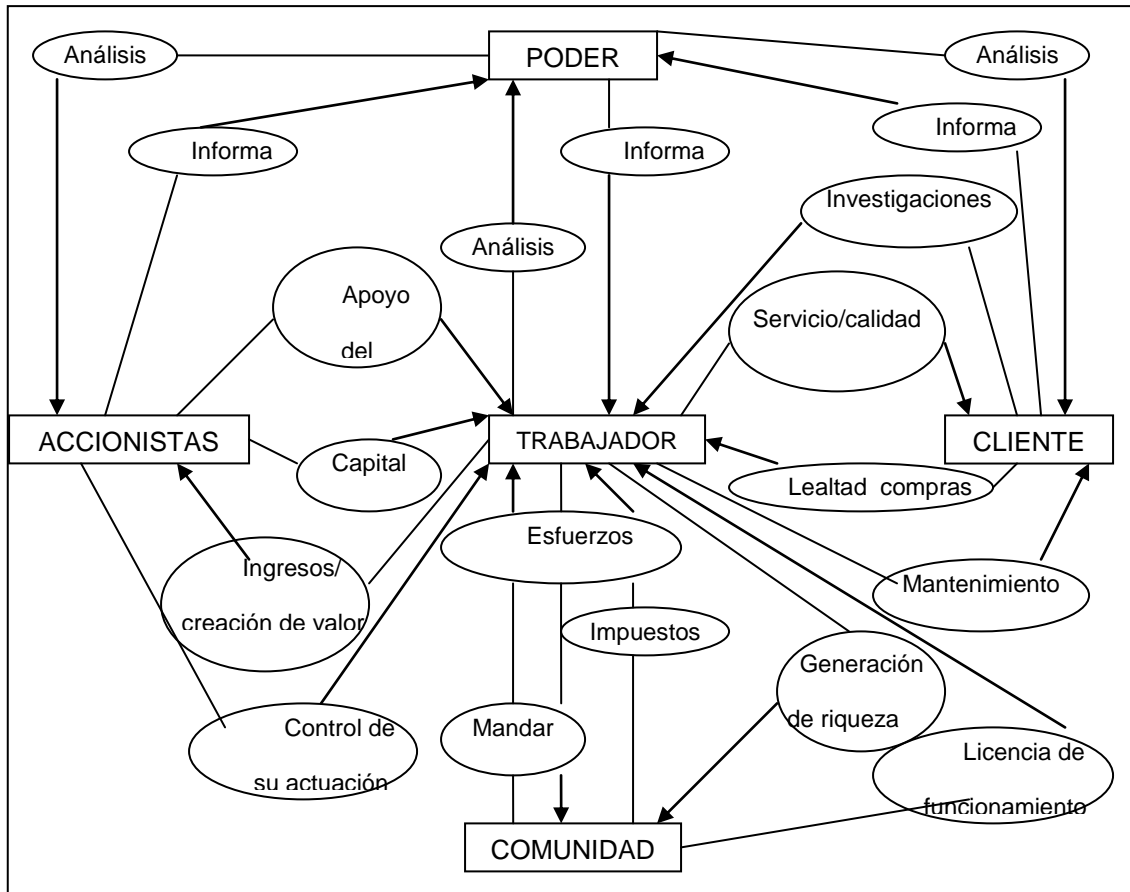 Análisis
PODER
Análisis
Informa
Informa
Informa
Investigaciones
Análisis
Apoyo
del
Servicio/calidad
ACCIONISTAS
TRABAJADOR
CLIENTE
Capital
Lealtad compras
Esfuerzos
Ingresos/
creación de valor
Mantenimiento
Impuestos
Generación
de riqueza
Control de
su actuación
Mandar
Licencia de
funcionamiento
COMUNIDAD